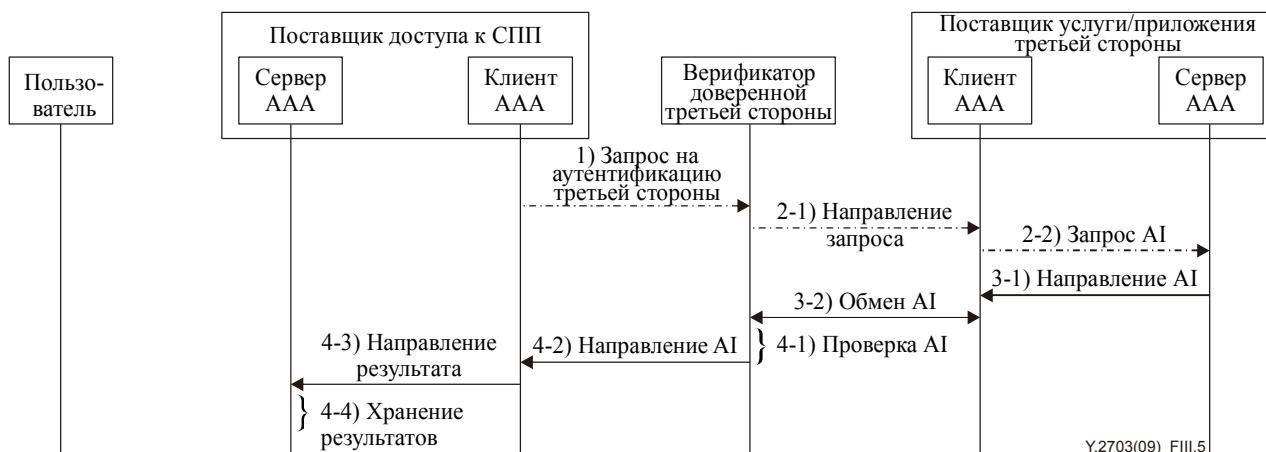 Поставщик доступа к СПП
Поставщик услуги/приложения
третьей стороны
Пользо-
ватель
Сервер
AAA
Клиент
AAA
Верификатор
доверенной
третьей стороны
Клиент
AAA
Сервер
AAA
1) Запрос на
аутентификацию
третьей стороны
2-1) Направление
запроса
2-2) Запрос AI
3-1) Направление AI
3-2) Обмен AI
4-1) Проверка AI
4-2) Направление AI
4-3) Направление
результата
4-4) Хранение
результатов
Y.2703(09)_FIII.5